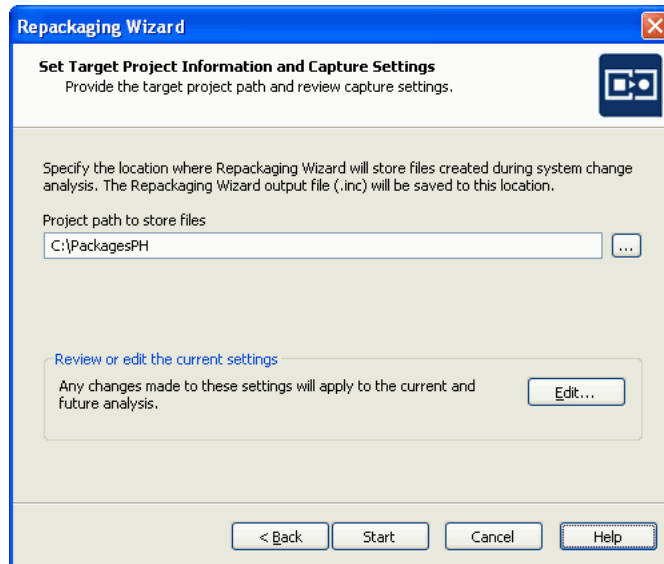 Repackaging Wizard
Set Target Project Information and Capture Settings
Provide the target project path and review capture settings.
Specify the location where Repackaging Wizard will store files created during system change
analysis. The Repackaging Wizard output file (.inc) will be saved to this location.
Project path to store files
C:\PackagesPH
...
Review or edit the current settings
Any changes made to these settings will apply to the current and
future analysis.
Edit...
< Back
Start
Cancel
Help